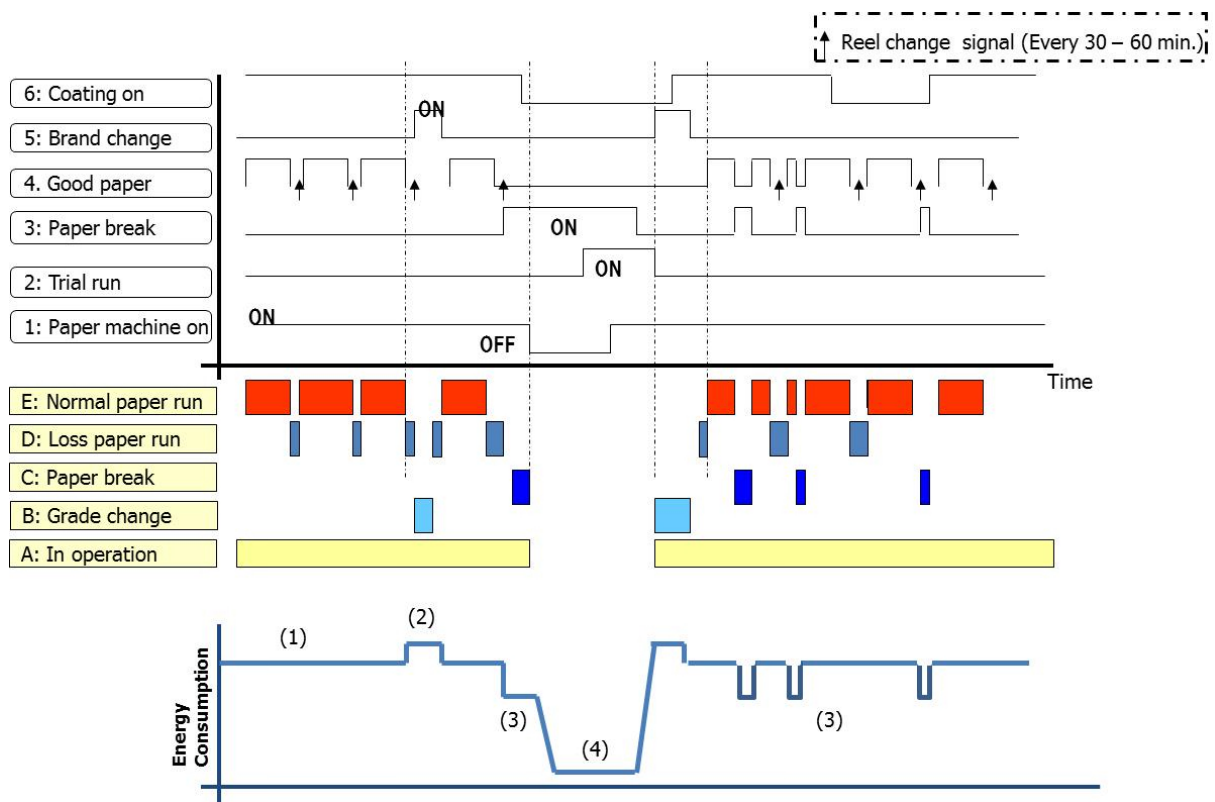 Reel change signal (Every 30 – 60 min.)
6: Coating on
ON
5: Brand change
4. Good paper
3: Paper break
ON
2: Trial run
ON
1: Paper machine on
ON
OFF
Time
E: Normal paper run
D: Loss paper run
C: Paper break
B: Grade change
A: In operation
(1)
(2)
(3)
(4)
(3)
Energy
Consumption